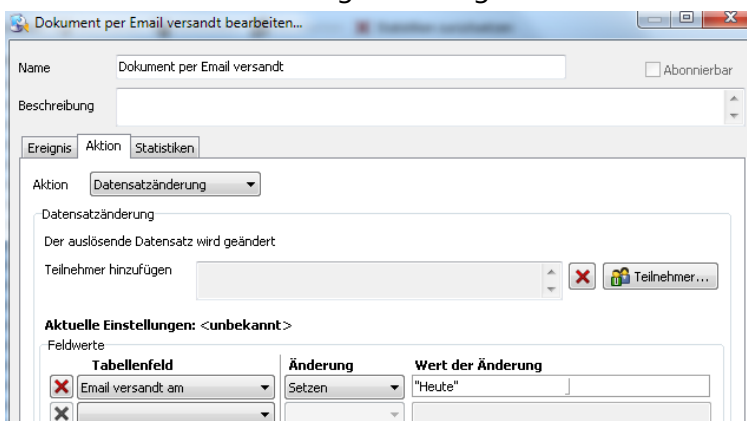 Dokument per Email versandt bearbeiten...
Name Dokument per Email versandt Abonnierbar
Beschreibung
Ereignis Aktion Statistiken
Aktion Datensatzänderung
Datensatzänderung
Der auslösende Datensatz wird geändert
Teilnehmer hinzufügen Teilnehmer...
Aktuelle Einstellungen: <unbekannt>
Feldwerte
Tabellenfeld Änderung Wert der Änderung
Email versandt am Setzen "Heute"